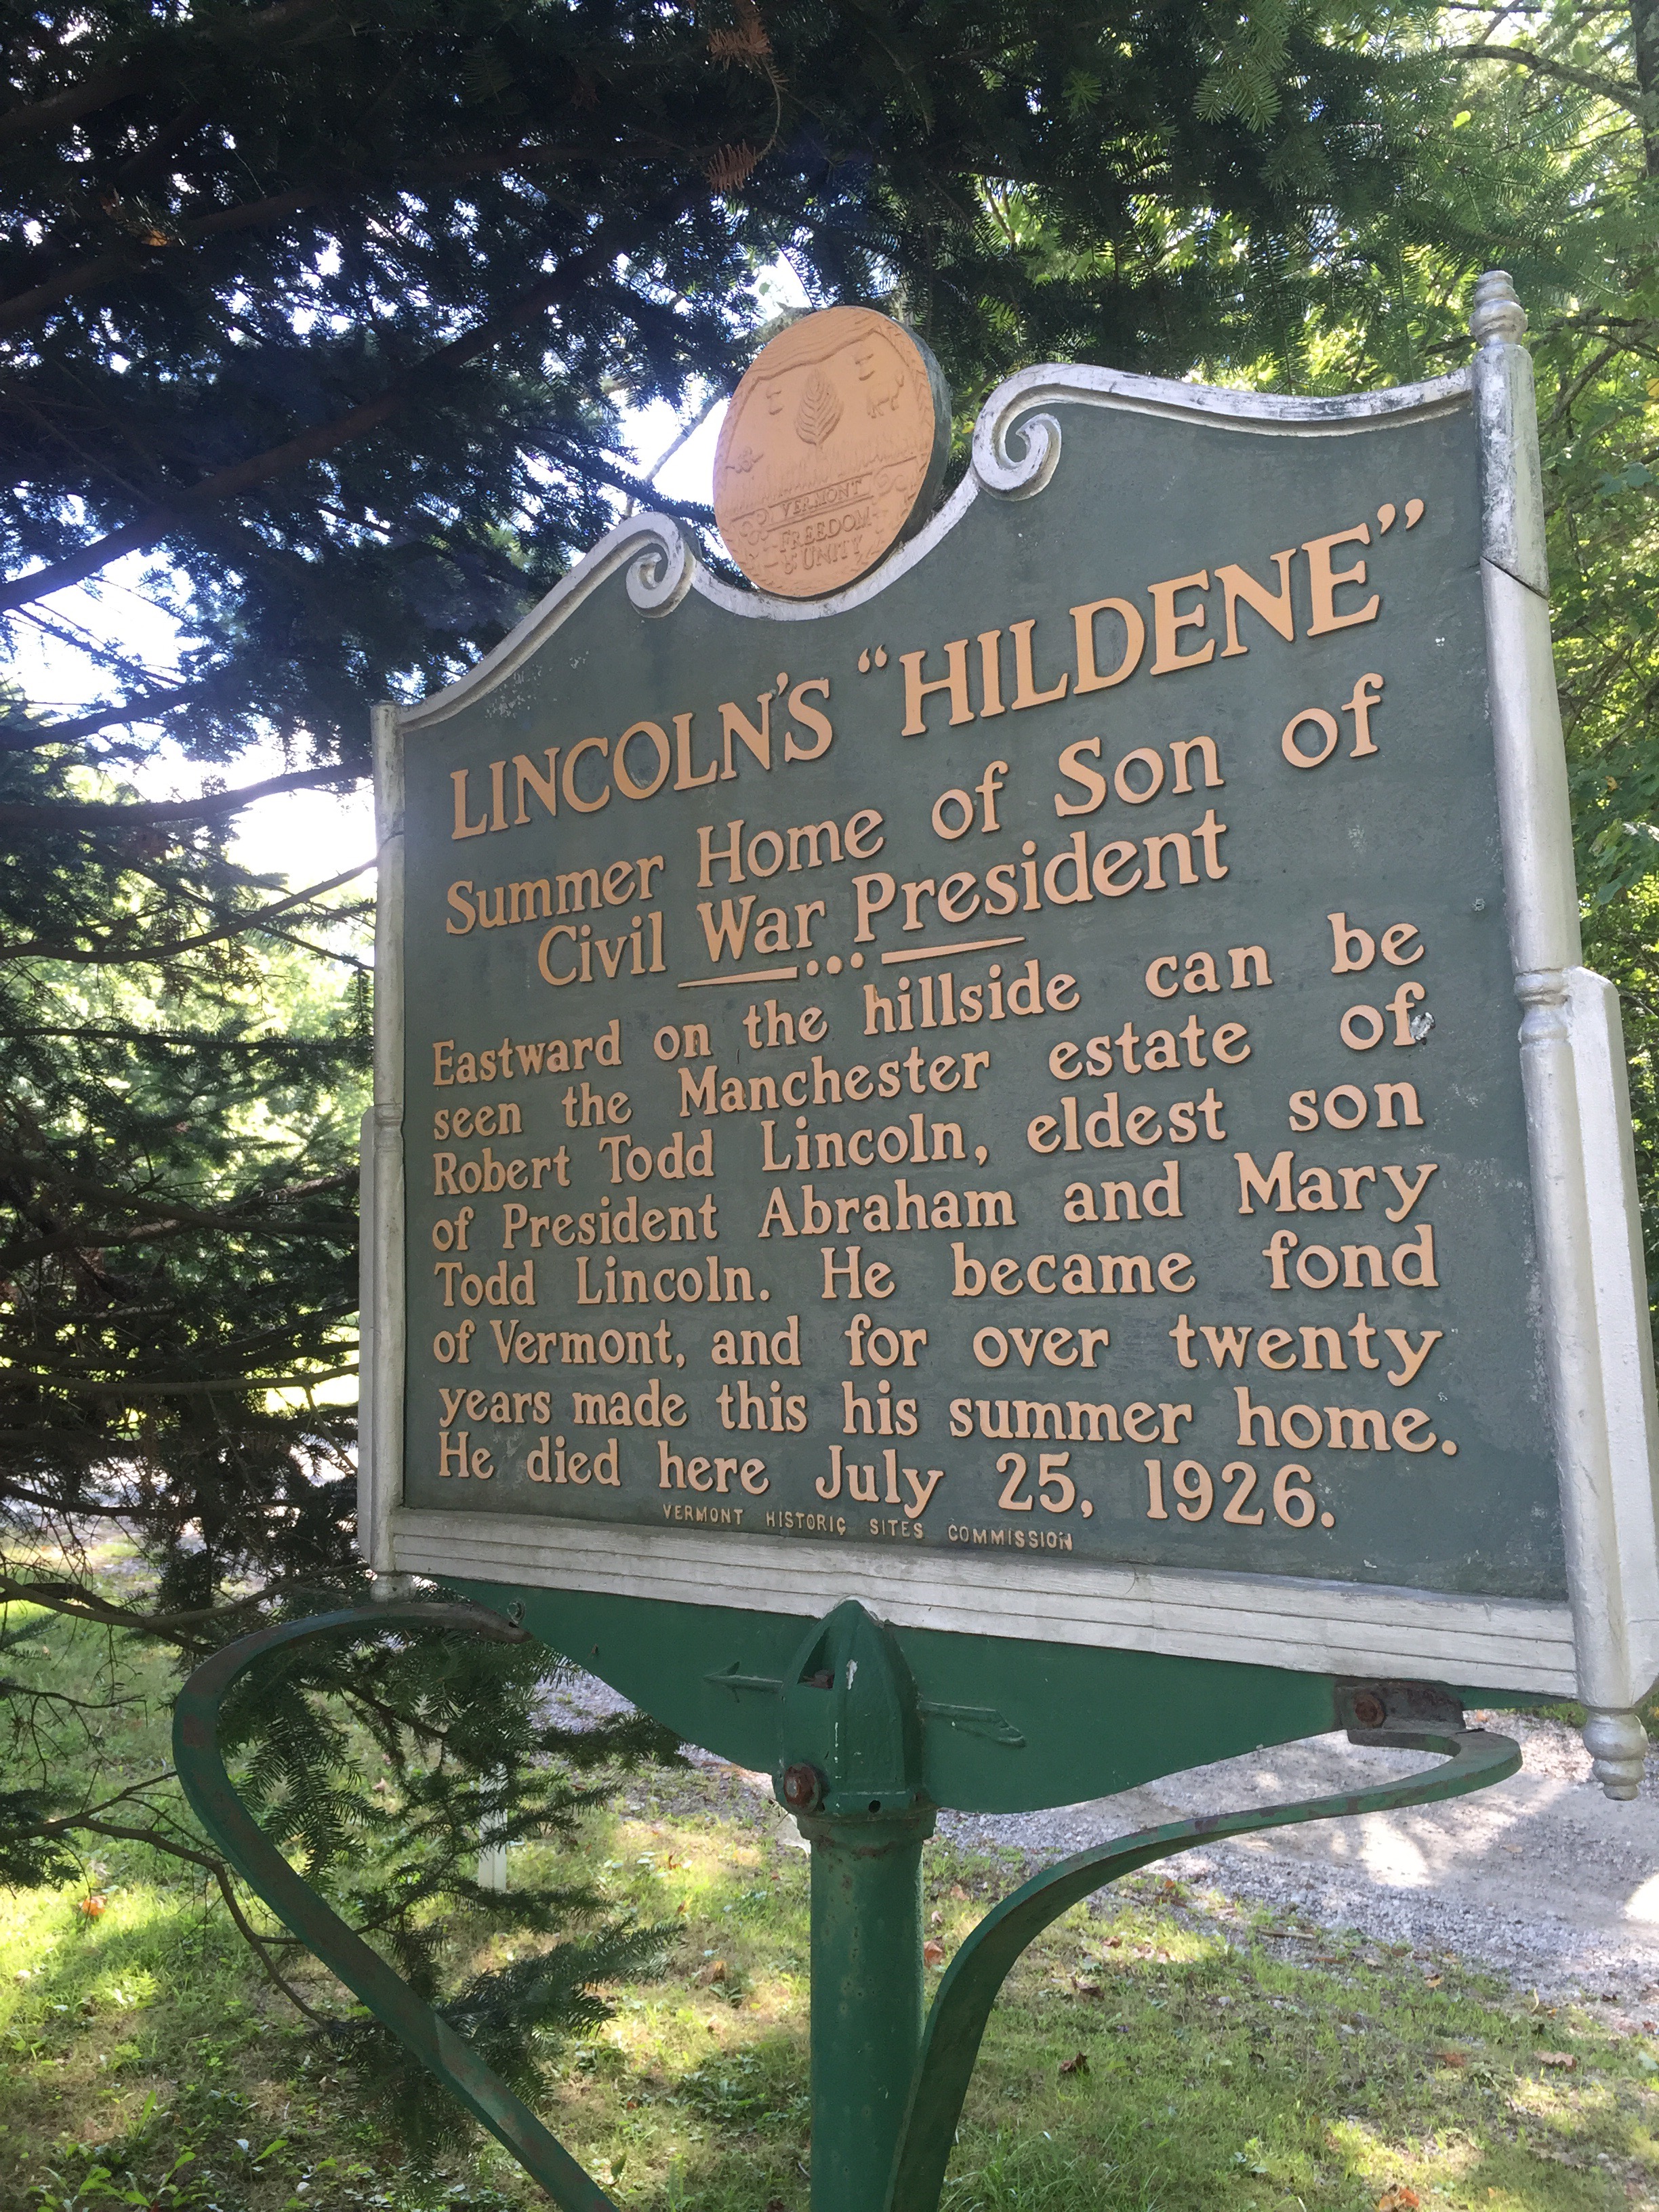 VERMONT
FREEDOM
& UNITY
LINCOLN'S "HILDENE"
Summer Home of Son of
Civil War President
Eastward on the hillside can be
seen the Manchester estate of
Robert Todd Lincoln, eldest son
of President Abraham and Mary
Todd Lincoln. He became fond
of Vermont, and for over twenty
years made this his summer home.
He died here July 25, 1926.
VERMONT HISTORIC SITES COMMISSION